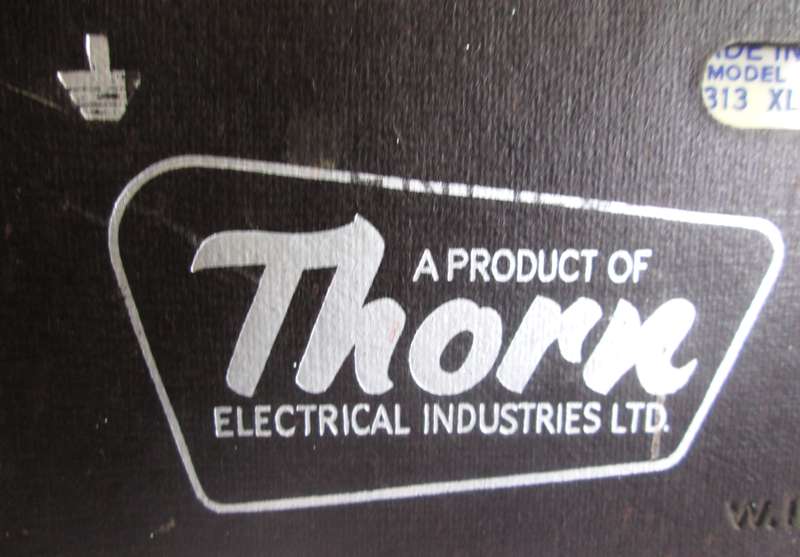 MODEL
313 XL
A PRODUCT OF
Thorn
ELECTRICAL INDUSTRIES LTD.